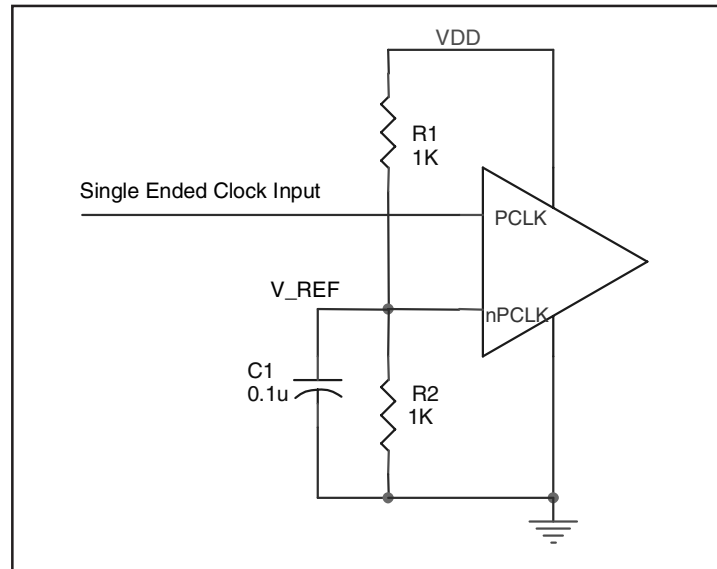 VDD
R1
1K
Single Ended Clock Input
PCLK
V_REF
nPCLK
C1
0.1u
R2
1K